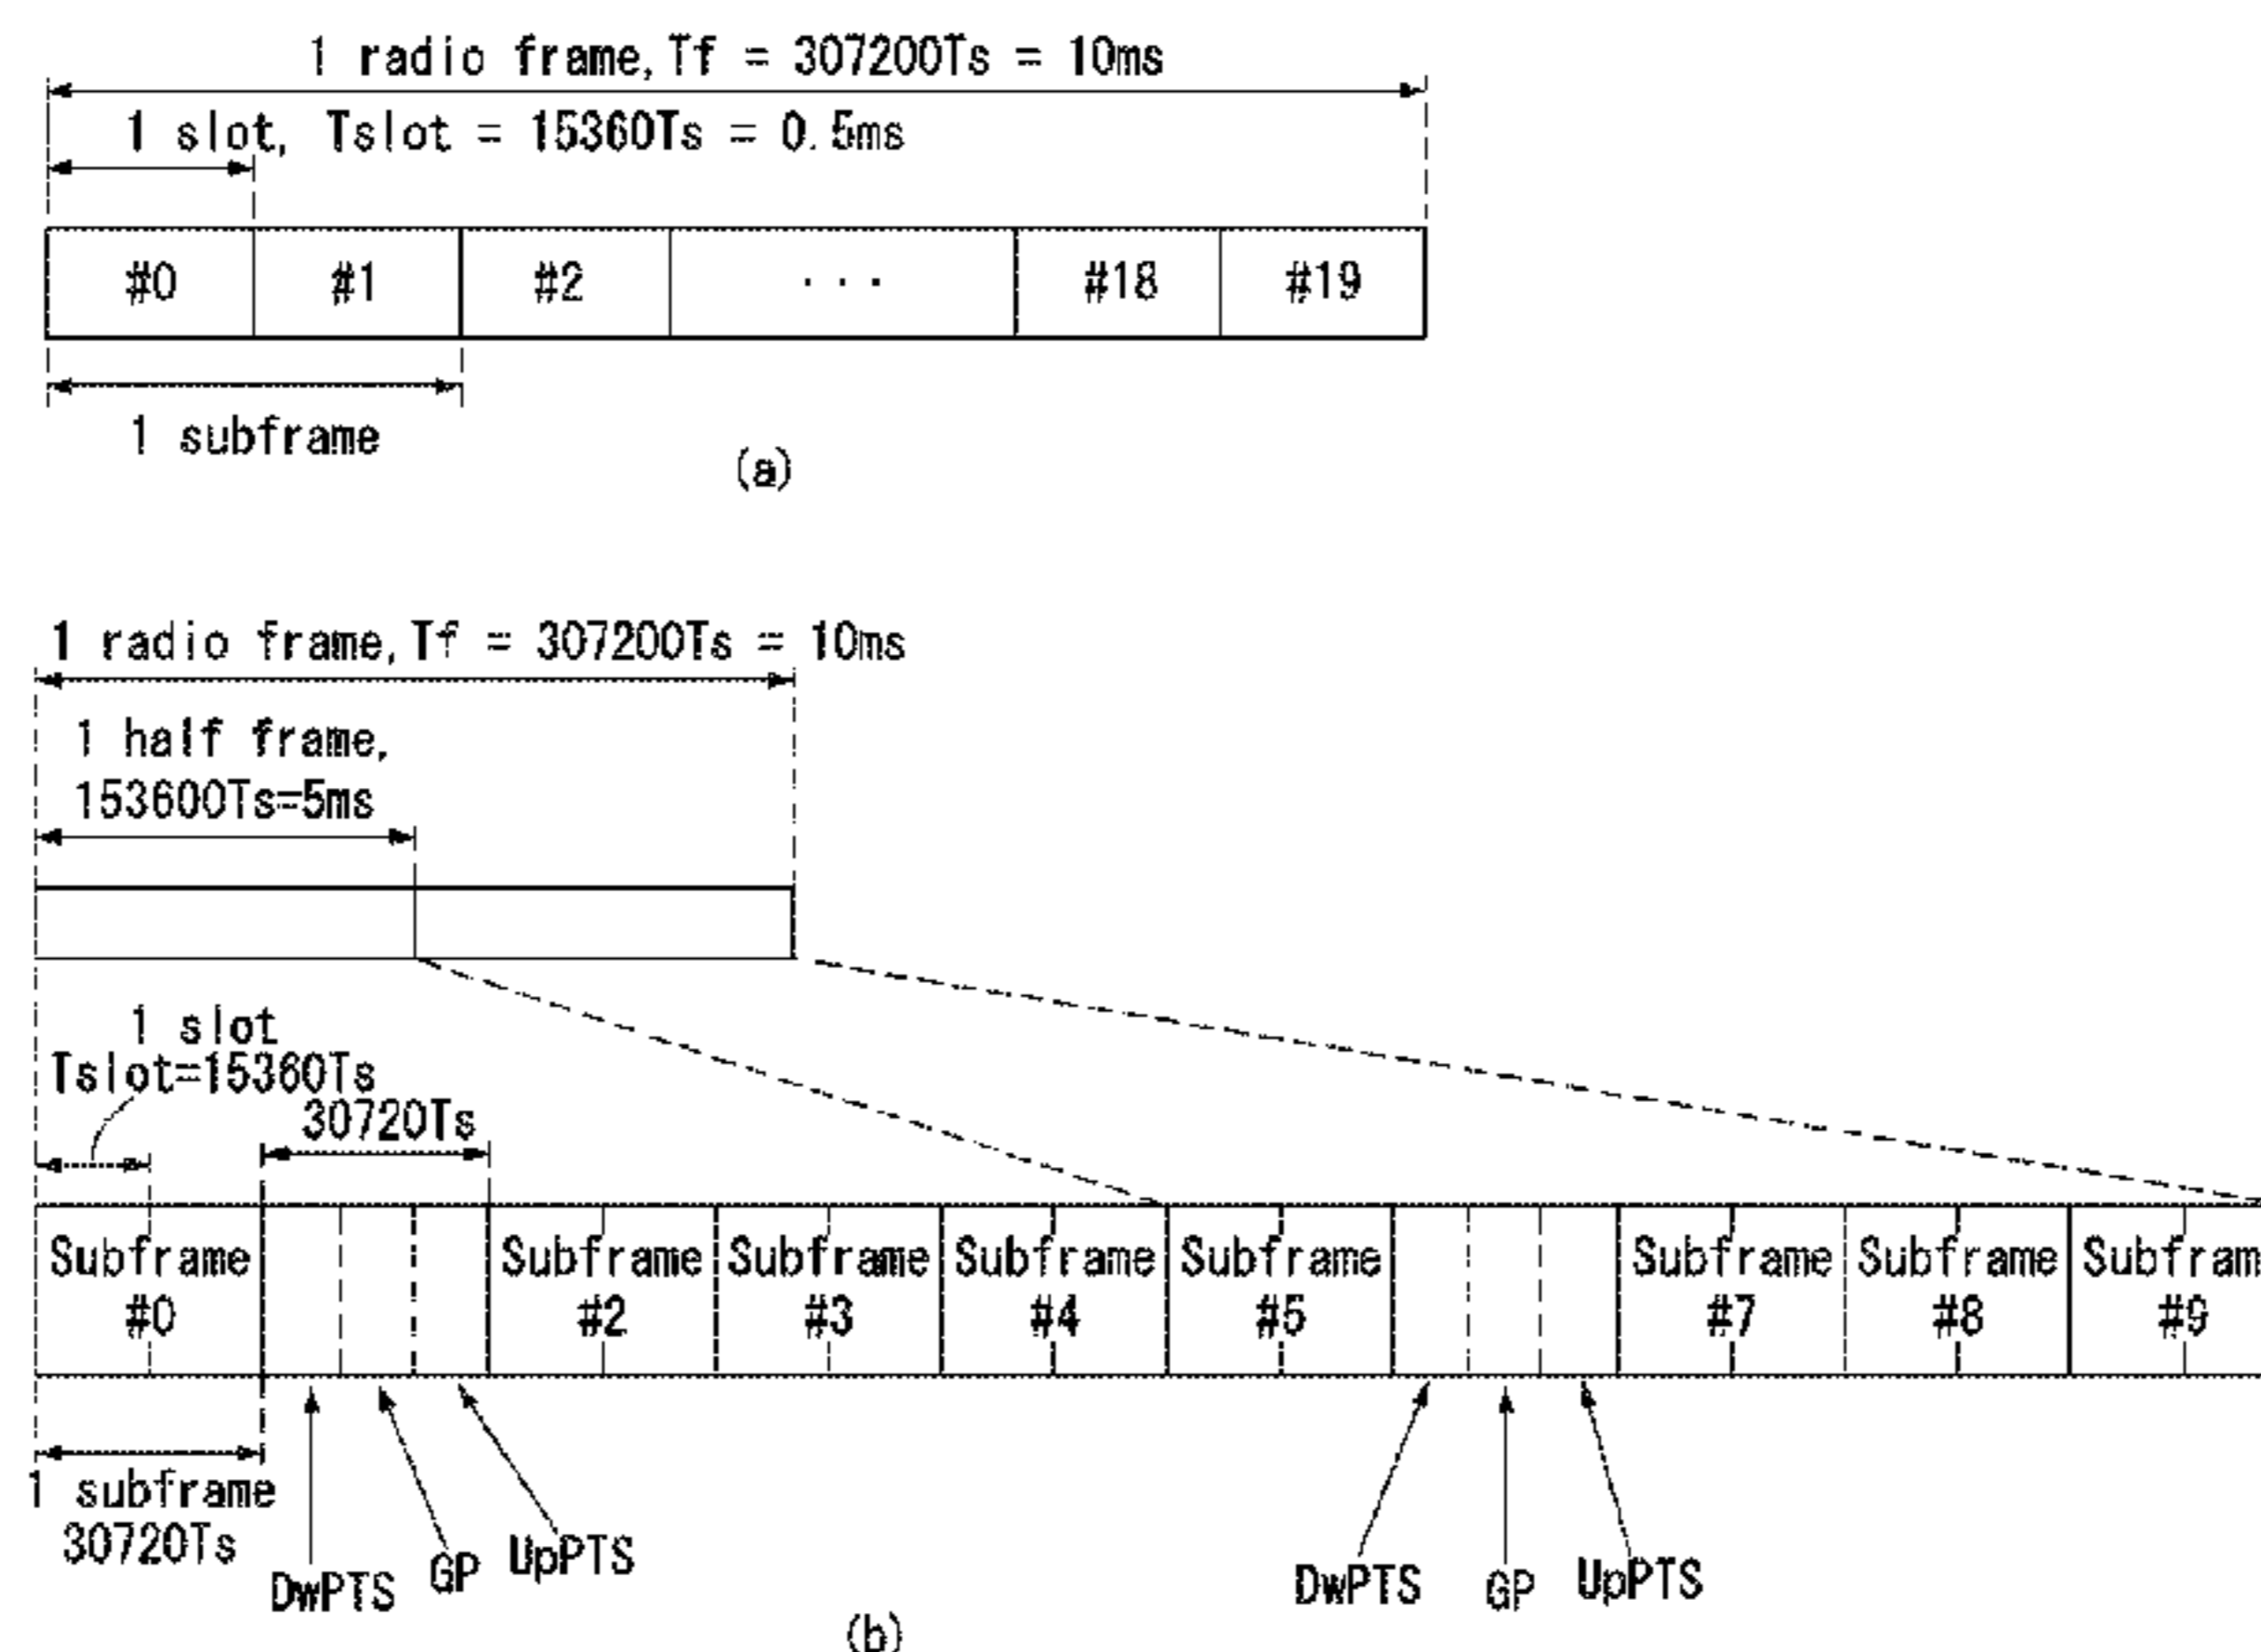 1 radio frame, Tf = 307200Ts = 10ms
1 slot, Tslot = 15360Ts = 0.5ms
#0 #1 #2 ... #18 #19
1 subframe
(a)
1 radio frame, Tf = 307200Ts = 10ms
1 half frame,
153600Ts=5ms
1 slot
Tslot=15360Ts
30720Ts
Subframe Subframe Subframe Subframe Subframe Subframe Subframe Subfram
#0 #2 #3 #4 #5 #7 #8 #9
1 subframe
30720Ts
DwPTS GP UpPTS DwPTS GP UpPTS
(b)